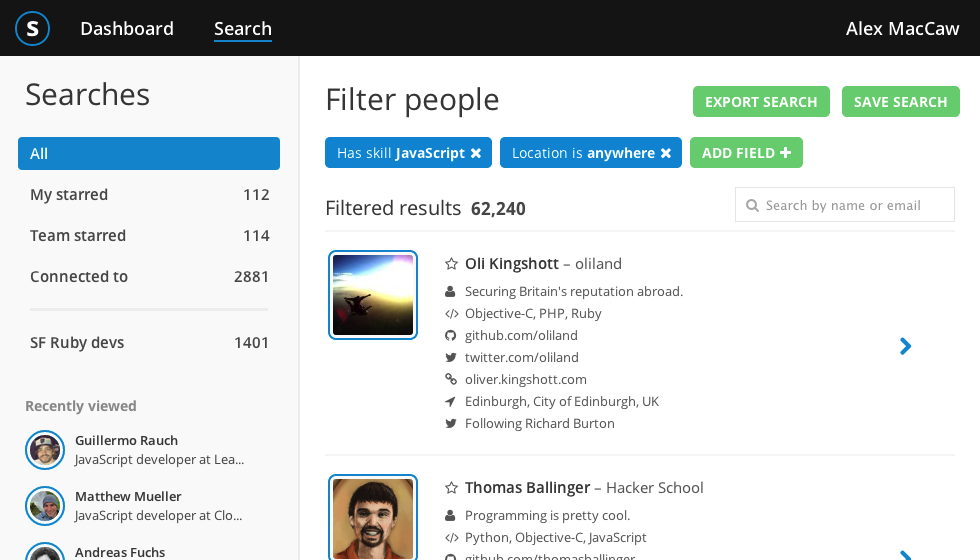 S Dashboard Search Alex MacCaw
Searches
All
My starred 112
Team starred 114
Connected to 2881
SF Ruby devs 1401
Recently viewed
Guillermo Rauch
JavaScript developer at Lea...
Matthew Mueller
JavaScript developer at Clo...
Andreas Fuchs
Filter people
EXPORT SEARCH SAVE SEARCH
Has skill JavaScript ✖ Location is anywhere ✖ ADD FIELD ✚
Filtered results 62,240
Search by name or email
Oli Kingshott – oliland
Securing Britain's reputation abroad.
Objective-C, PHP, Ruby
github.com/oliland
twitter.com/oliland
oliver.kingshott.com
Edinburgh, City of Edinburgh, UK
Following Richard Burton
Thomas Ballinger – Hacker School
Programming is pretty cool.
Python, Objective-C, JavaScript
github.com/thomasballinger